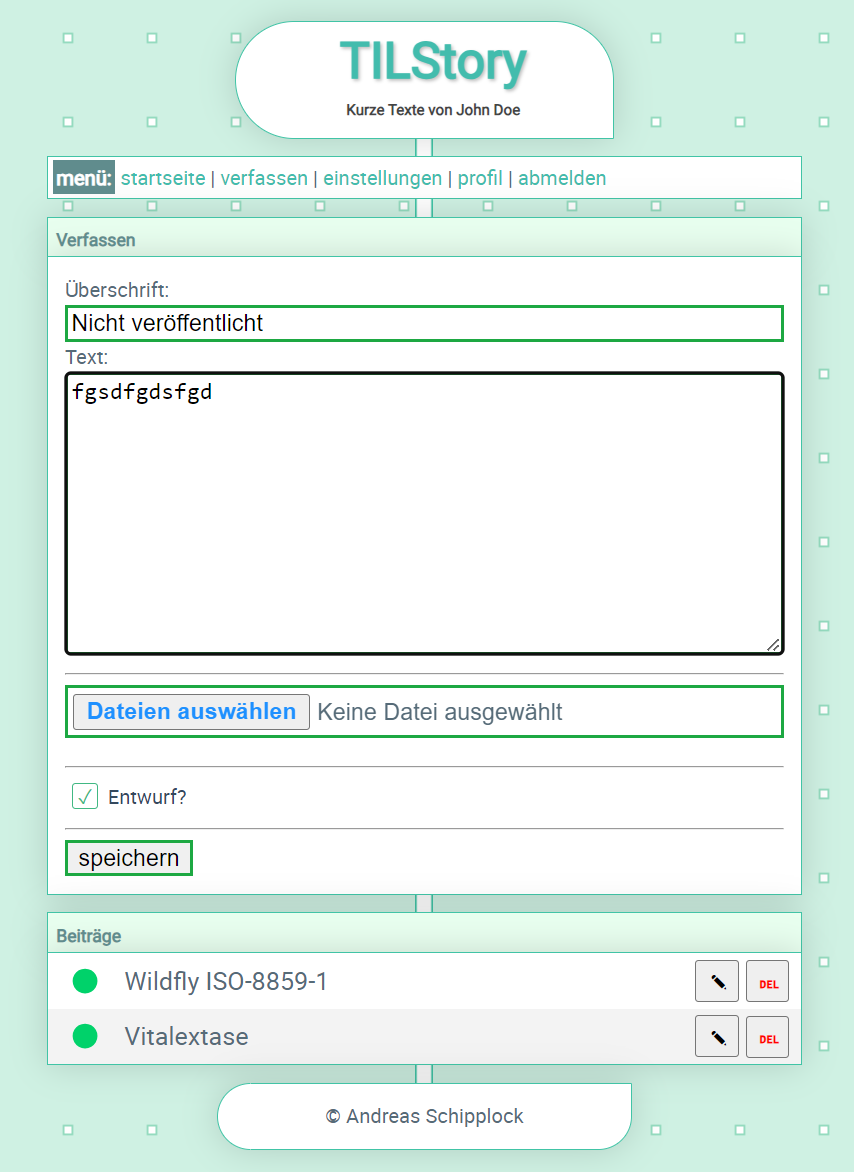 TILStory
Kurze Texte von John Doe
menü: startseite | verfassen | einstellungen | profil | abmelden
Verfassen
Überschrift:
Nicht veröffentlicht
Text:
fgsdfgdsfgd
Dateien auswählen Keine Datei ausgewählt
Entwurf?
speichern
Beiträge
Wildfly ISO-8859-1 DEL
Vitalextase DEL
© Andreas Schipplock